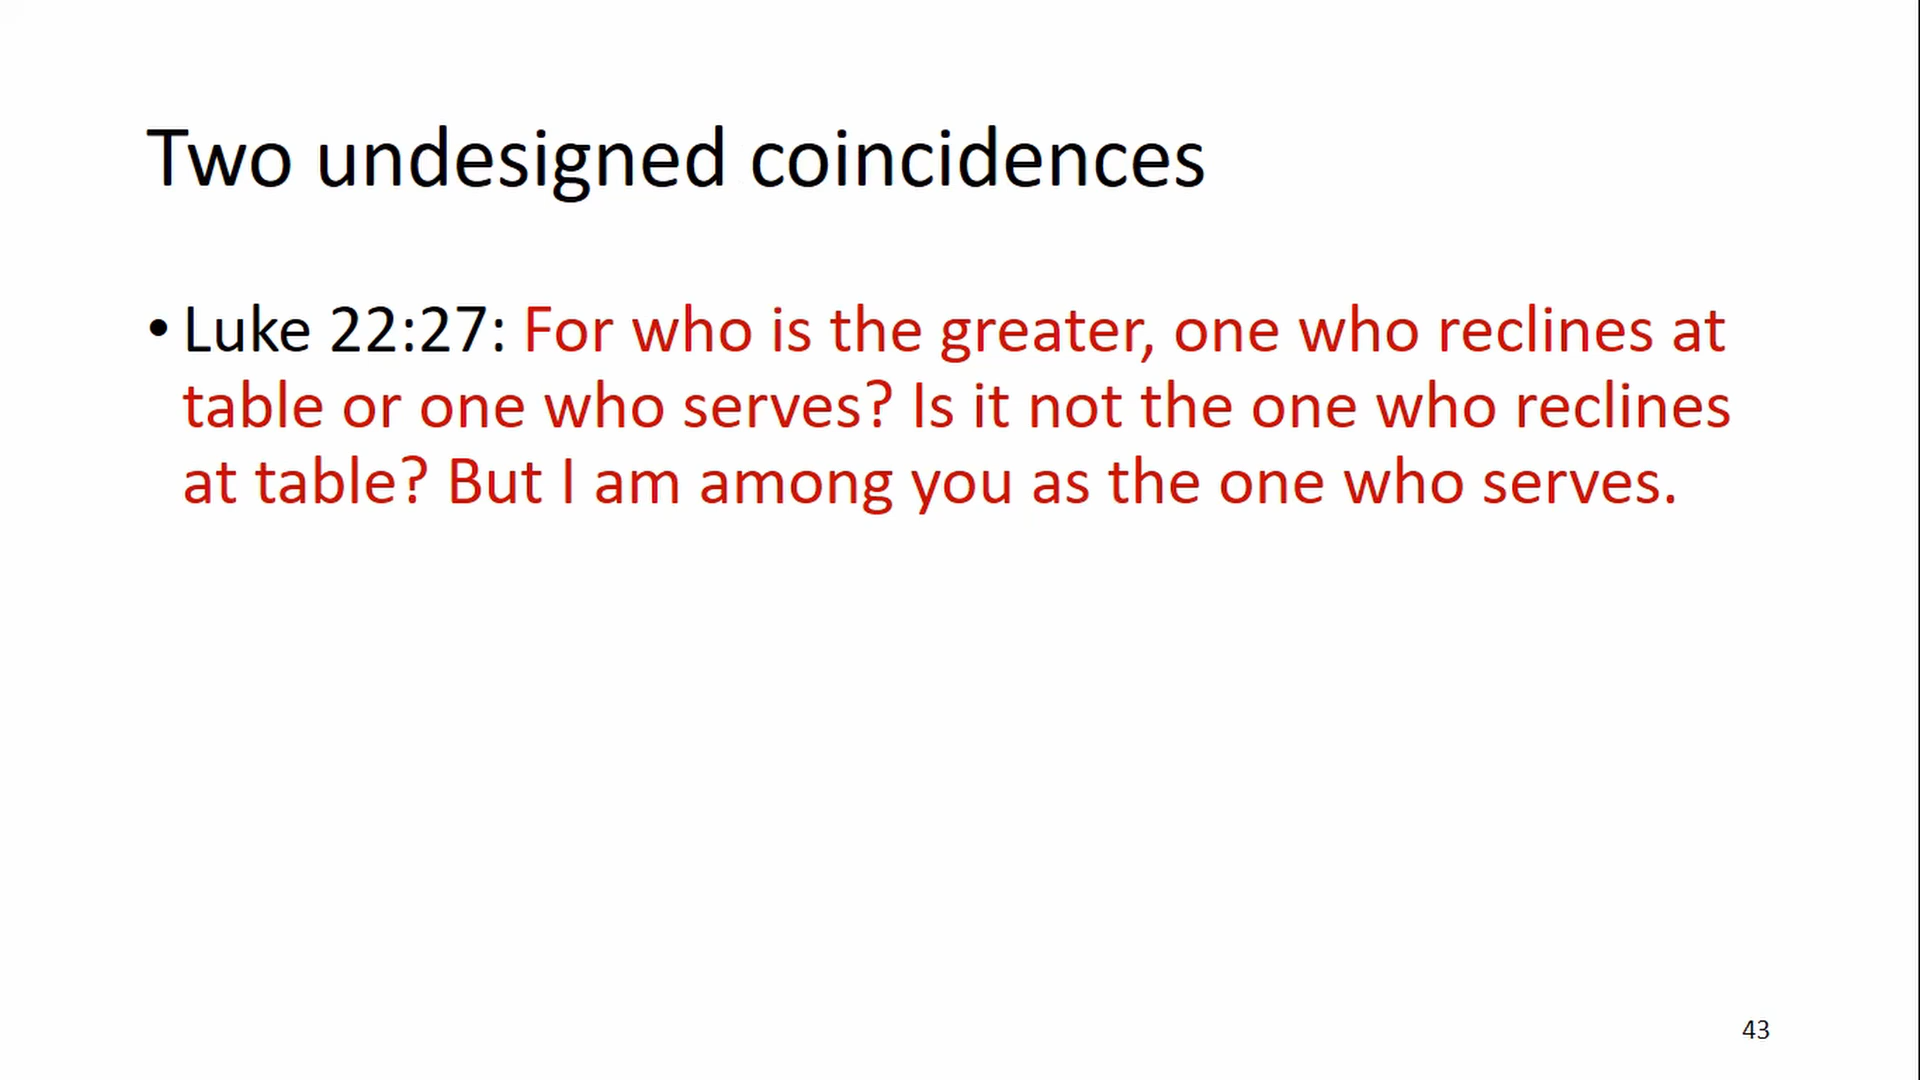 Two undesigned coincidences
• Luke 22:27: For who is the greater, one who reclines at
table or one who serves? Is it not the one who reclines
at table? But I am among you as the one who serves.
43